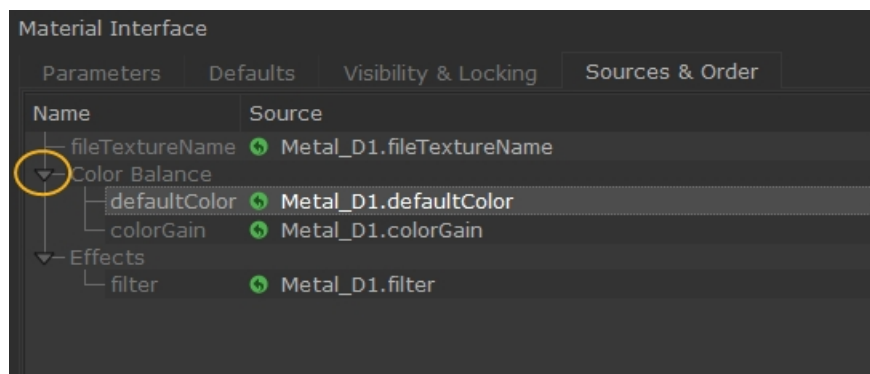 Material Interface
Parameters Defaults Visibility & Locking Sources & Order
Name Source
fileTextureName Metal_D1.fileTextureName
Color Balance
defaultColor Metal_D1.defaultColor
colorGain Metal_D1.colorGain
Effects
filter Metal_D1.filter